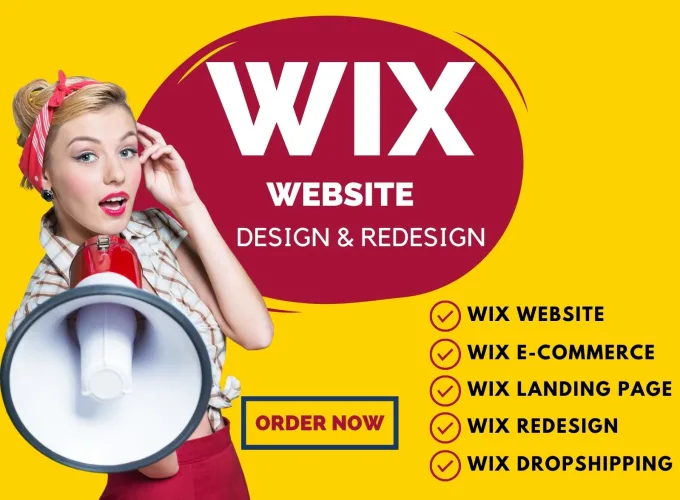 WIX
WEBSITE
DESIGN & REDESIGN
WIX WEBSITE
WIX E-COMMERCE
WIX LANDING PAGE
WIX REDESIGN
WIX DROPSHIPPING
ORDER NOW